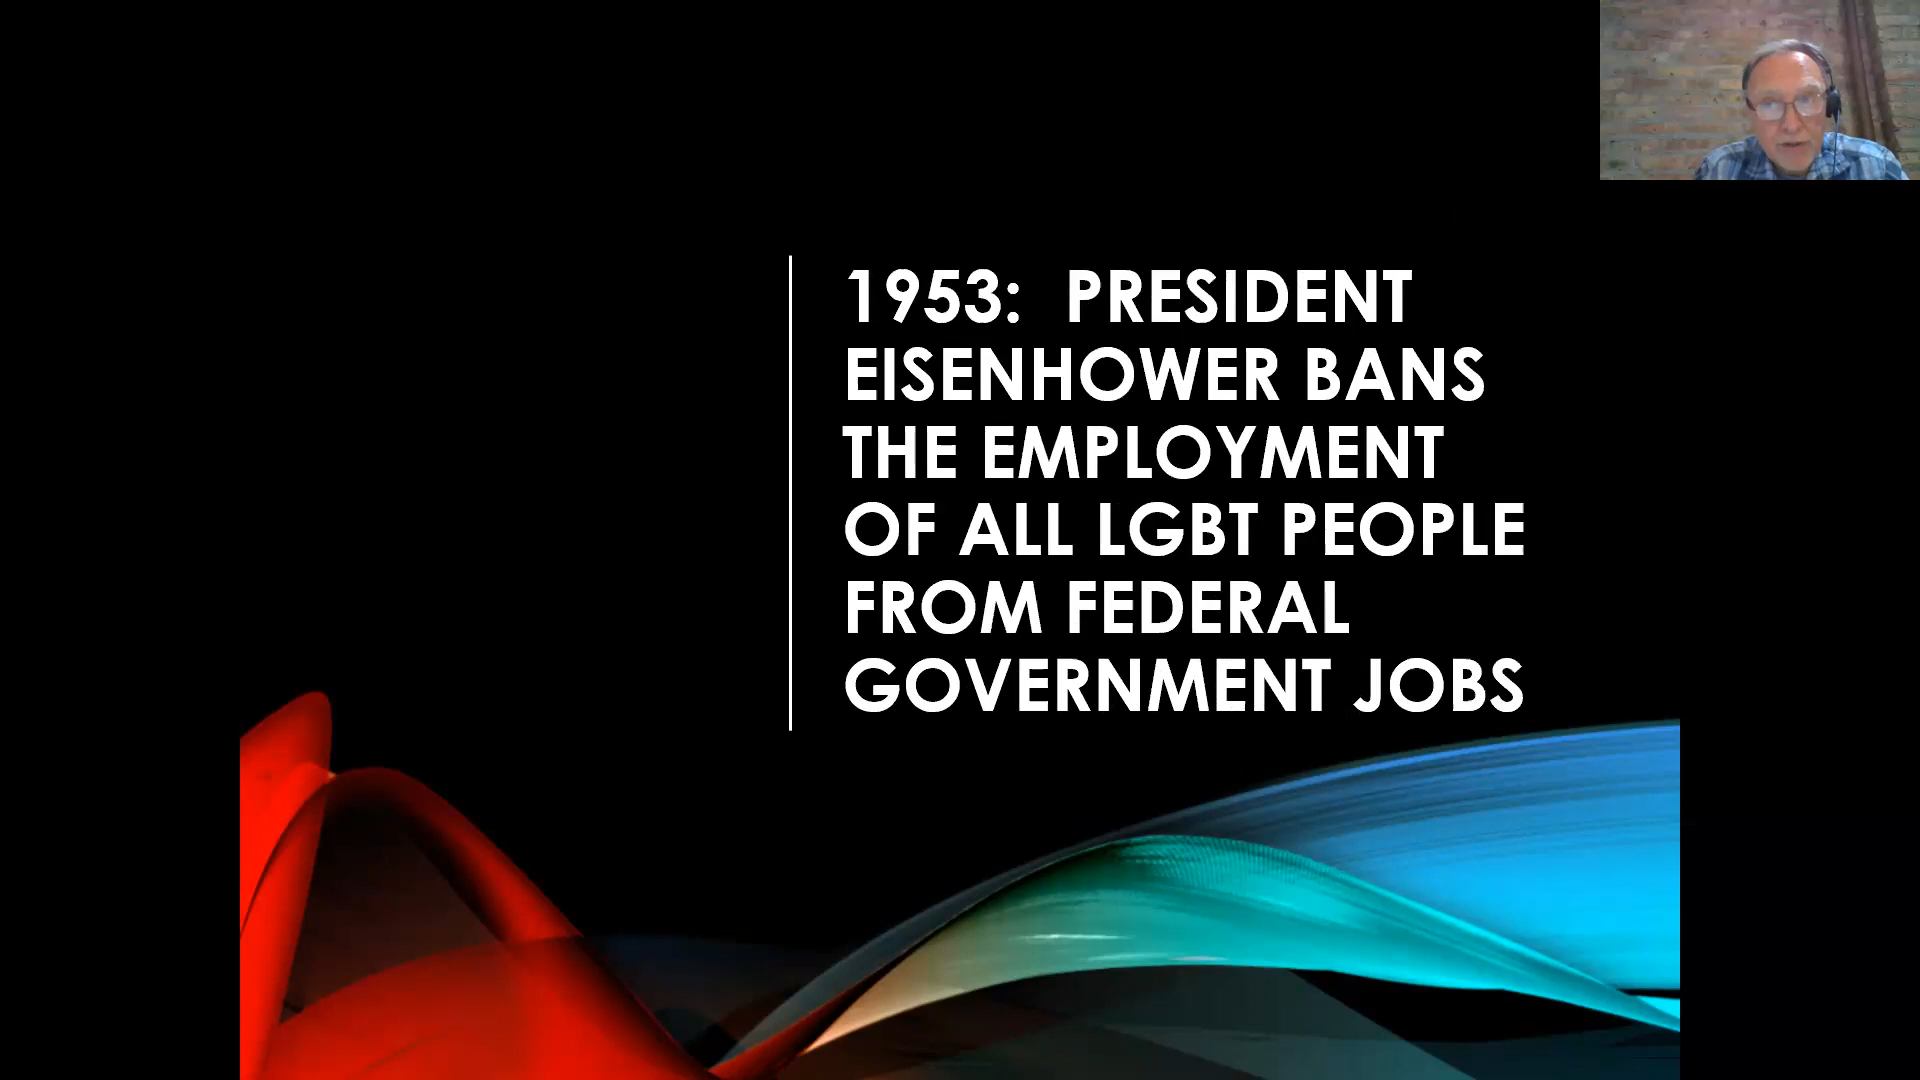 1953:  PRESIDENT
EISENHOWER BANS
THE EMPLOYMENT
OF ALL LGBT PEOPLE
FROM FEDERAL
GOVERNMENT JOBS